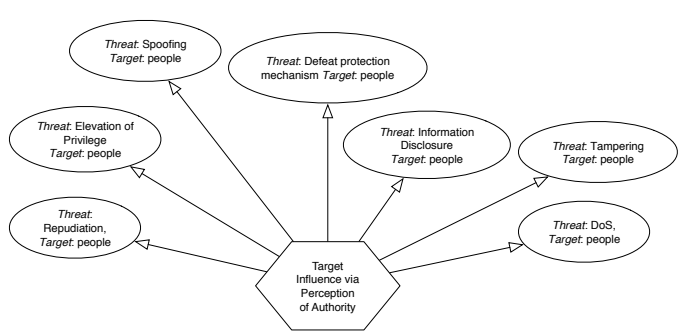 Threat: Spoofing
Target: people
Threat: Defeat protection
mechanism Target: people
Threat: Elevation of
Privilege
Target: people
Threat: Information
Disclosure
Target: people
Threat: Tampering
Target: people
Threat:
Repudiation,
Target: people
Threat: DoS,
Target: people
Target
Influence via
Perception
of Authority